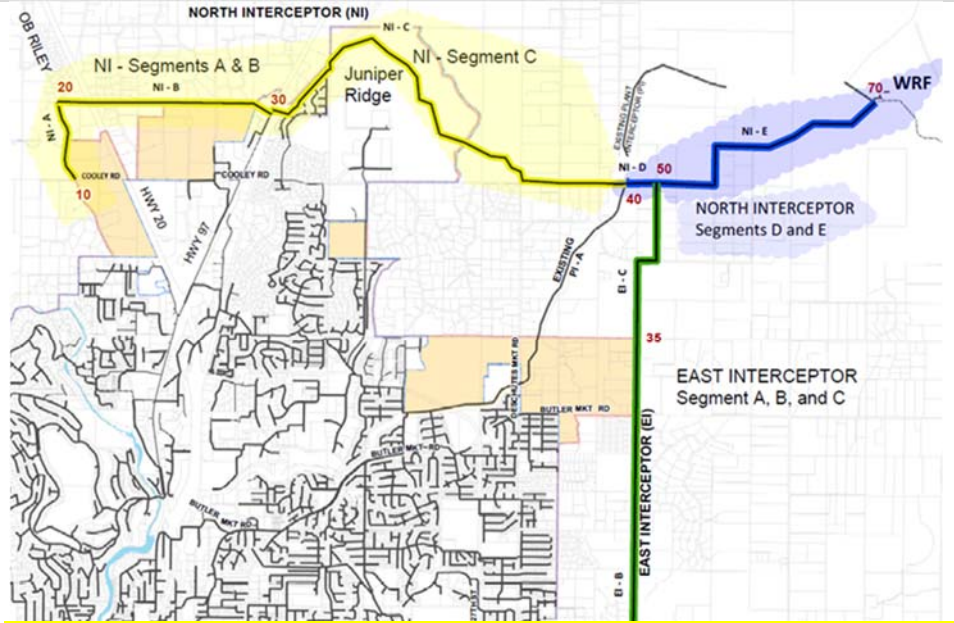 NORTH INTERCEPTOR (NI)
OB RILEY
NI - C
NI - Segments A & B
NI - Segment C
Juniper
Ridge
NI - B
20
30
NI - A
COOLEY RD
COOLEY RD
10
HWY 20
HWY 97
EXISTING PLANT
INTERCEPTOR (PI)
70
WRF
NI - E
NI - D
50
40
NORTH INTERCEPTOR
Segments D and E
EXISTING
PI - A
EI - C
35
EAST INTERCEPTOR
Segment A, B, and C
DESCHUTES MKT RD
BUTLER MKT RD
BUTLER MKT RD
BUTLER MKT RD
EAST INTERCEPTOR (EI)
EI - B
27TH ST